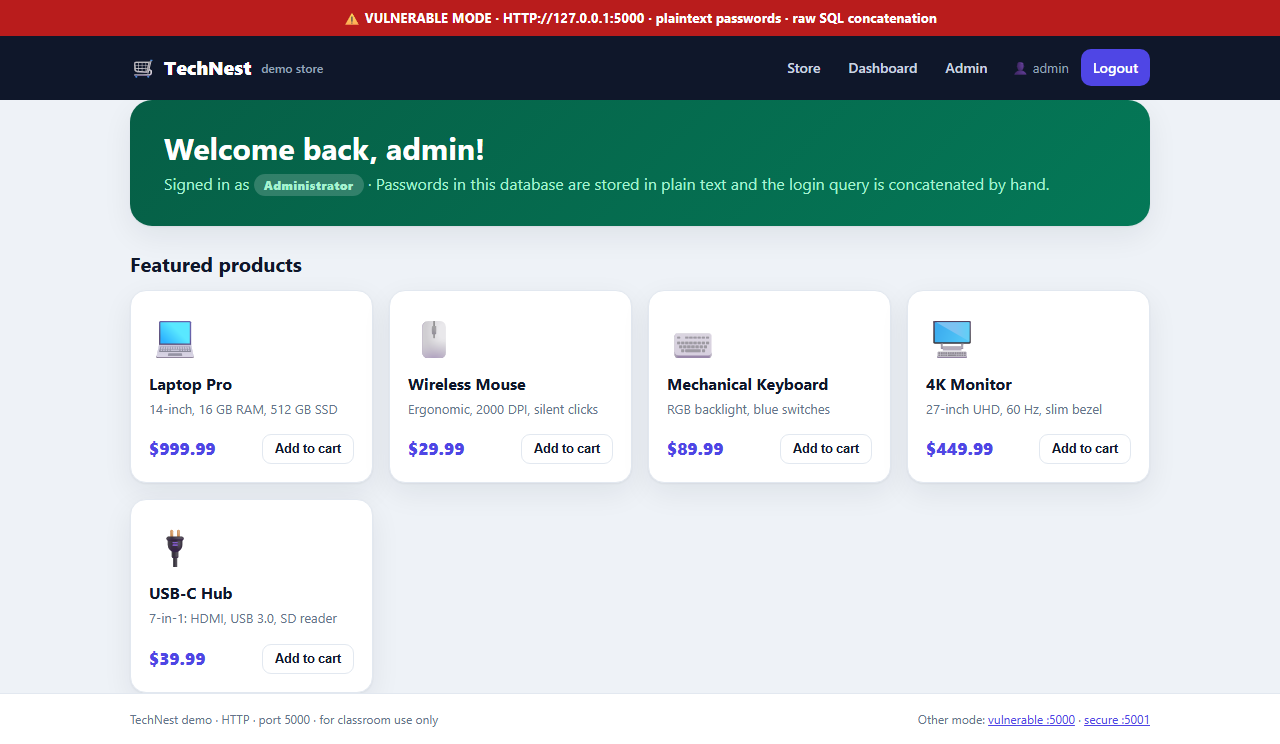 ⚠️ VULNERABLE MODE · HTTP://127.0.0.1:5000 · plaintext passwords · raw SQL concatenation
TechNest demo store Store Dashboard Admin admin Logout
Welcome back, admin!
Signed in as Administrator · Passwords in this database are stored in plain text and the login query is concatenated by hand.
Featured products
Laptop Pro
14-inch, 16 GB RAM, 512 GB SSD
$999.99 Add to cart
Wireless Mouse
Ergonomic, 2000 DPI, silent clicks
$29.99 Add to cart
Mechanical Keyboard
RGB backlight, blue switches
$89.99 Add to cart
4K Monitor
27-inch UHD, 60 Hz, slim bezel
$449.99 Add to cart
USB-C Hub
7-in-1: HDMI, USB 3.0, SD reader
$39.99 Add to cart
TechNest demo · HTTP · port 5000 · for classroom use only
Other mode: vulnerable :5000 · secure :5001